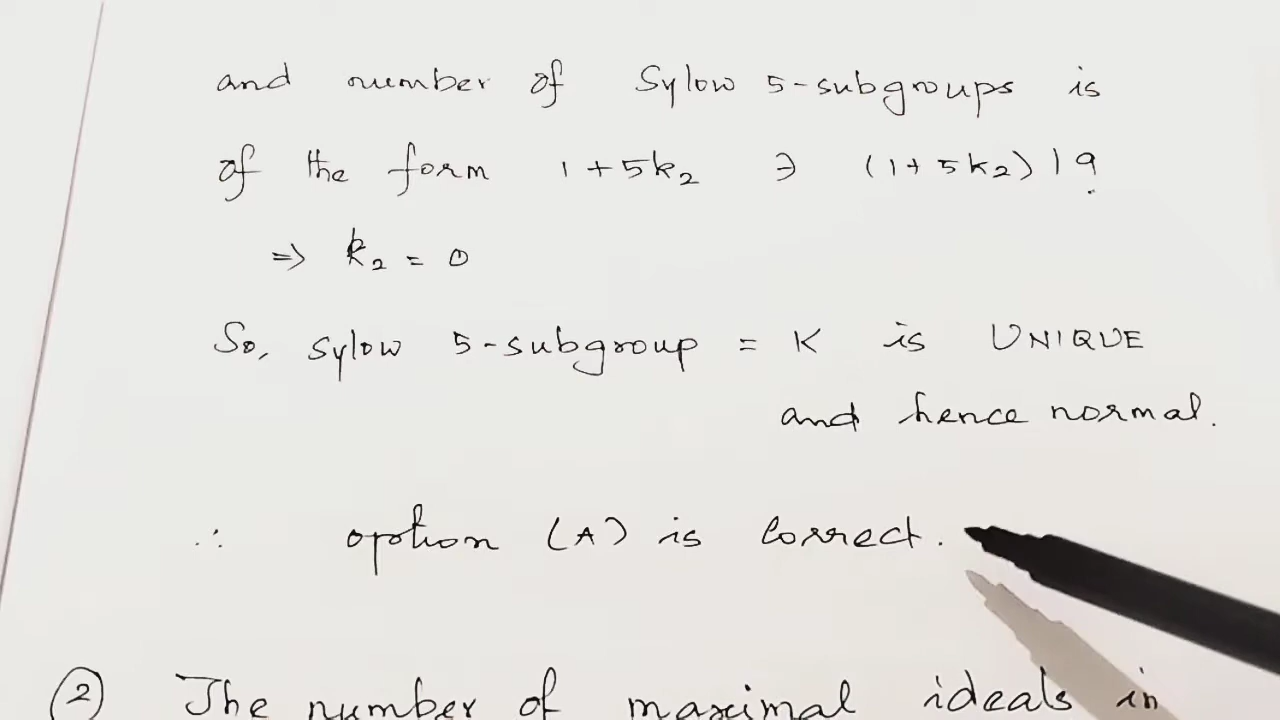 and number of Sylow 5-subgroups is
of the form 1+5k₂ ∋ (1+5k₂)|9.
⇒ k₂ = 0
So, sylow 5-subgroup = K is UNIQUE
and hence normal.
∴ option (A) is correct.
② The number of maximal ideals in